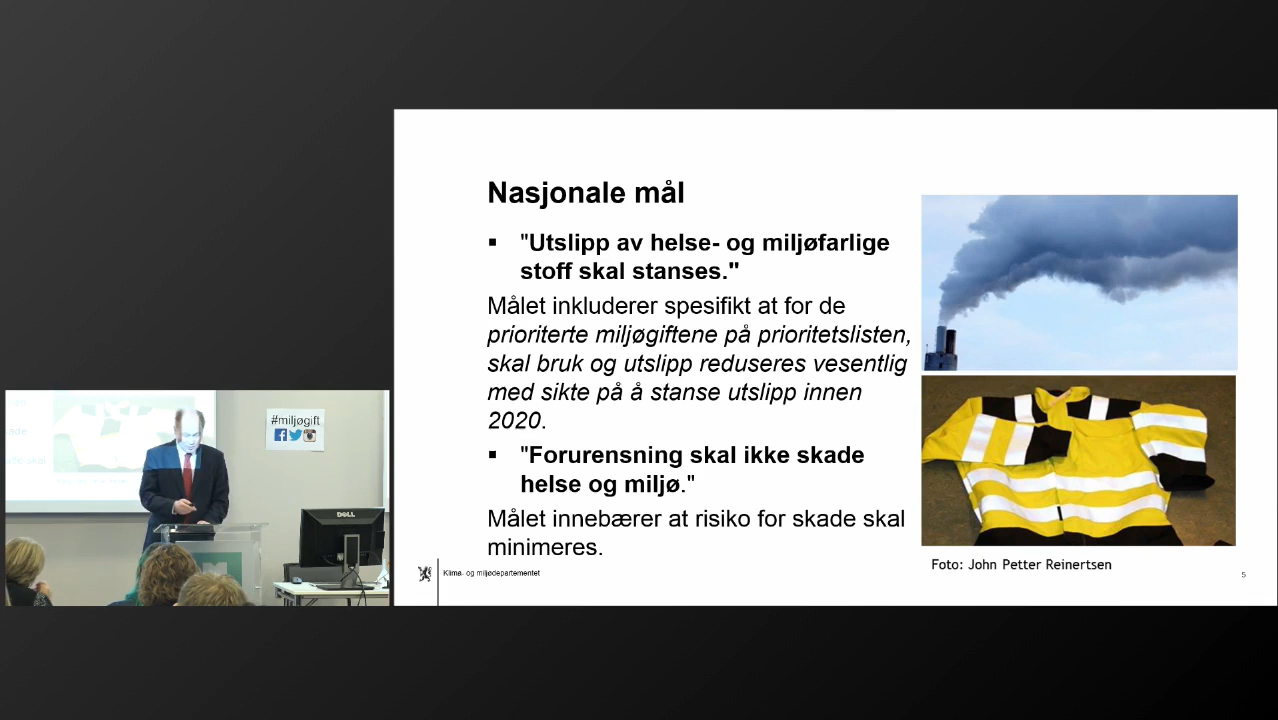 Nasjonale mål
▪ "Utslipp av helse- og miljøfarlige
stoff skal stanses."
Målet inkluderer spesifikt at for de
prioriterte miljøgiftene på prioritetslisten,
skal bruk og utslipp reduseres vesentlig
med sikte på å stanse utslipp innen
2020.
▪ "Forurensning skal ikke skade
helse og miljø."
Målet innebærer at risiko for skade skal
minimeres.
Foto: John Petter Reinertsen
Klima- og miljødepartementet
5
#miljøgift
DELL